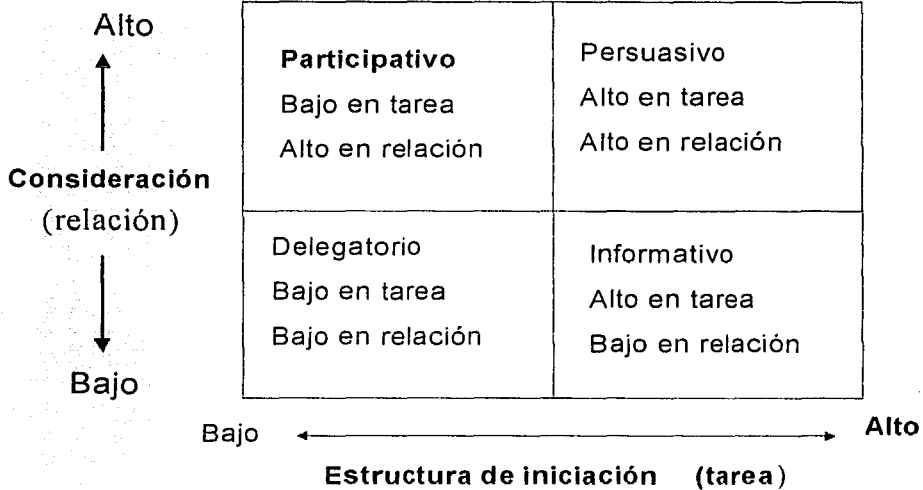 Alto
Consideración
(relación)
Bajo
Participativo
Bajo en tarea
Alto en relación
Persuasivo
Alto en tarea
Alto en relación
Delegatorio
Bajo en tarea
Bajo en relación
Informativo
Alto en tarea
Bajo en relación
Bajo
Alto
Estructura de iniciación (tarea)